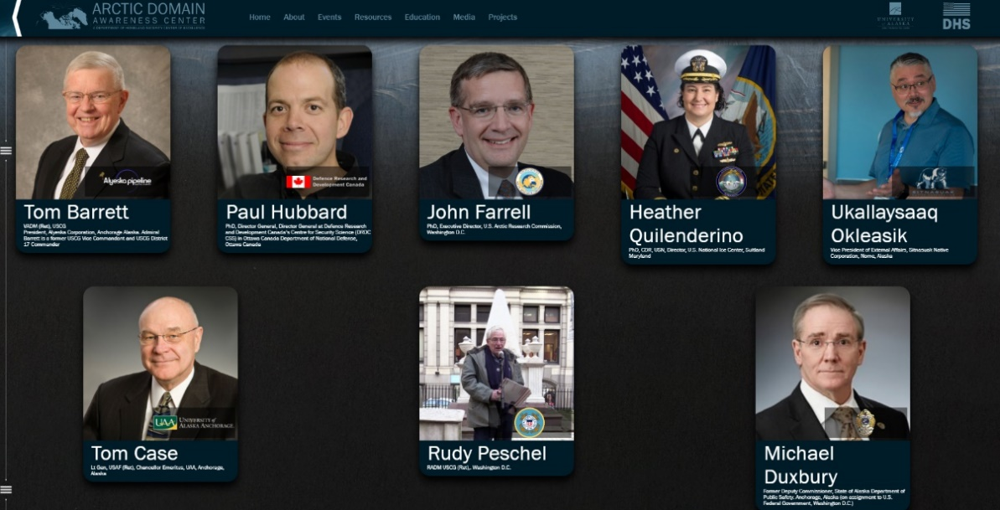 ARCTIC DOMAIN
AWARENESS CENTER
A DEPARTMENT OF HOMELAND SECURITY CENTER OF EXCELLENCE
Home About Events Resources Education Media Projects
UNIVERSITY
of ALASKA
DHS
Alyeska pipeline
Tom Barrett
VADM (Ret), USCG
President, Alyeska Corporation, Anchorage Alaska. Admiral
Barrett is a former USCG Vice Commandant and USCG District
17 Commander
Defence Research and
Development Canada
Paul Hubbard
PhD, Director General, Director General at Defence Research
and Development Canada's Centre for Security Science (DRDC
CSS) in Ottawa Canada Department of National Defense,
Ottawa Canada
John Farrell
PhD, Executive Director, U.S. Arctic Research Commission,
Washington D.C.
Heather
Quilenderino
PhD, CDR, USN, Director, U.S. National Ice Center, Suitland
Maryland
SITNASUAK
Ukallaysaaq
Okleasik
Vice President of External Affairs, Sitnasuak Native
Corporation, Nome, Alaska
UAA UNIVERSITY of
ALASKA ANCHORAGE
Tom Case
Lt Gen, USAF (Ret), Chancellor Emeritus, UAA, Anchorage,
Alaska
Rudy Peschel
RADM USCG (Ret),. Washington D.C.
Michael
Duxbury
Former Deputy Commissioner, State of Alaska Department of
Public Safety. Anchorage, Alaska (on assignment to U.S.
Federal Government, Washington D.C.)